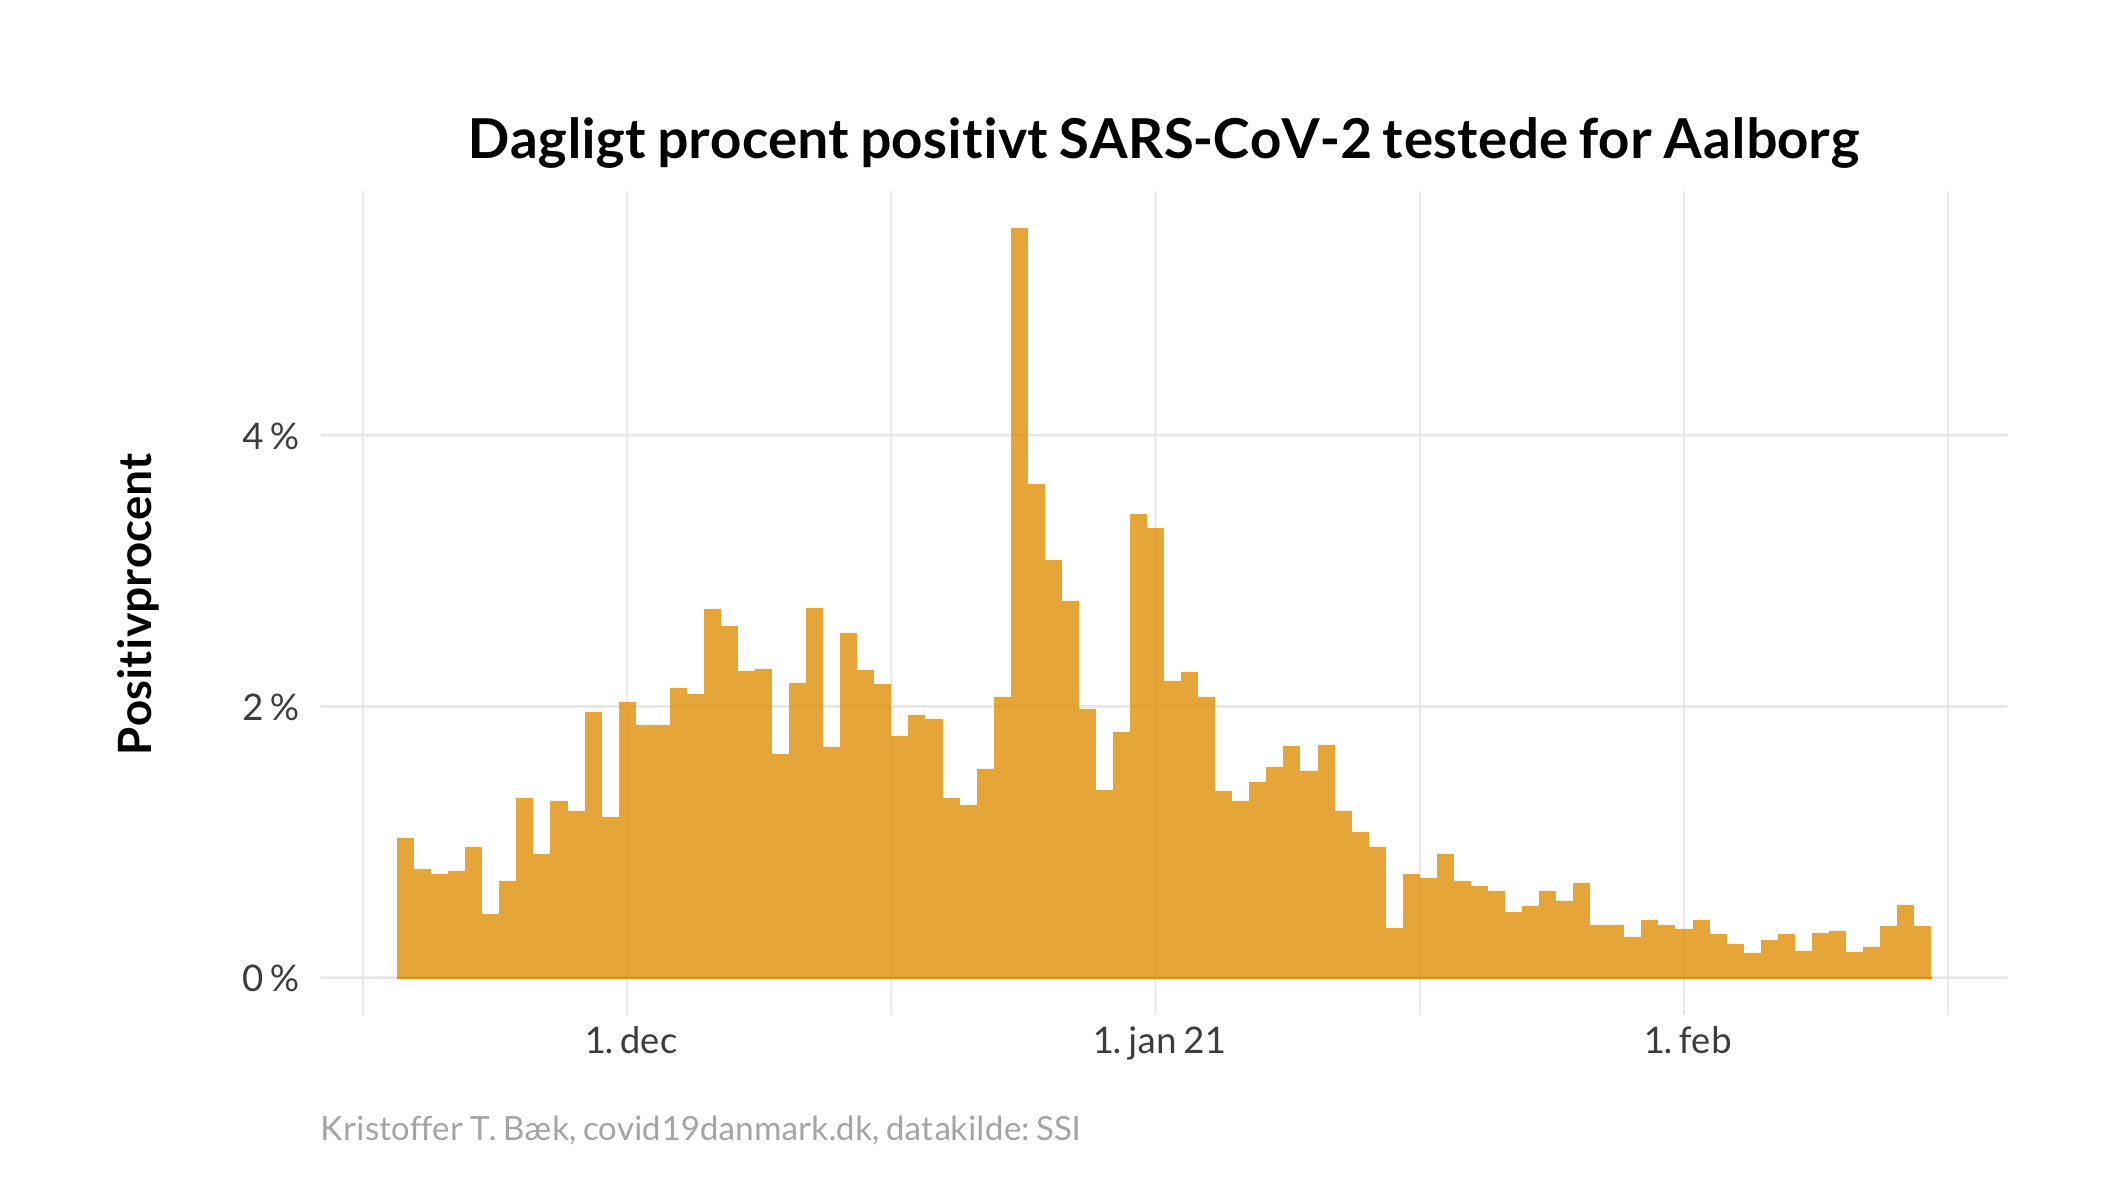 Dagligt procent positivt SARS-CoV-2 testede for Aalborg
Positivprocent
4 %
2 %
0 %
1. dec
1. jan 21
1. feb
Kristoffer T. Bæk, covid19danmark.dk, datakilde: SSI